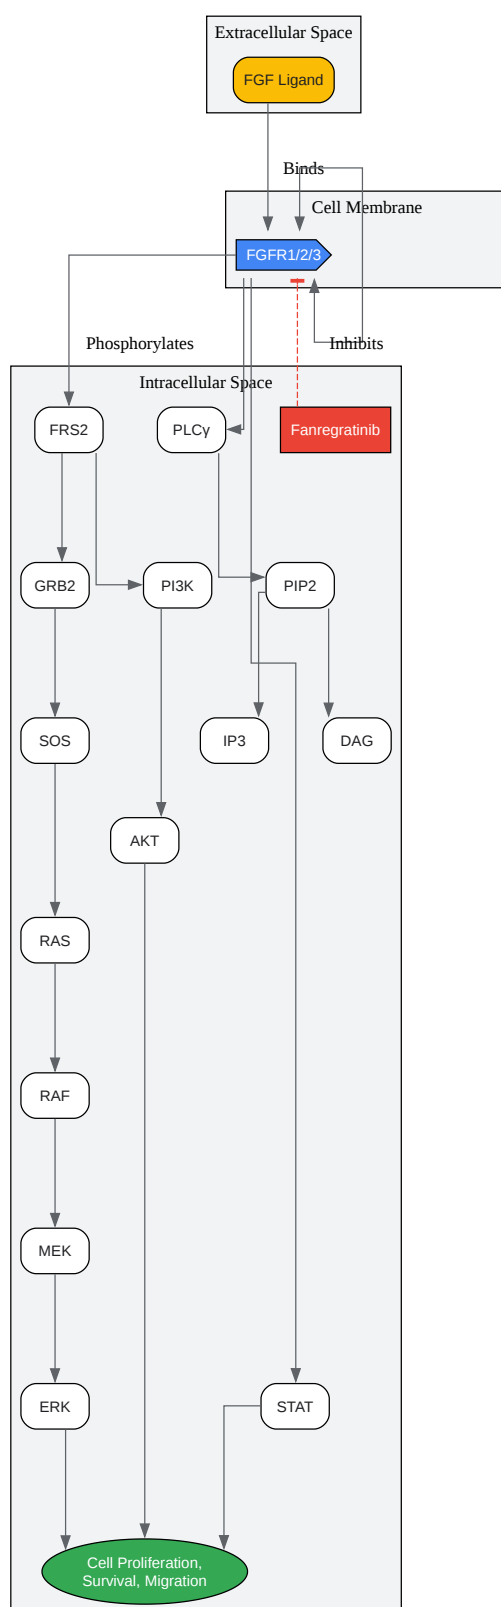 Extracellular Space
FGF Ligand
Binds
Cell Membrane
FGFR1/2/3
Phosphorylates
Inhibits
Intracellular Space
FRS2
PLCγ
Fanregratinib
GRB2
PI3K
PIP2
SOS
IP3
DAG
AKT
RAS
RAF
MEK
ERK
STAT
Cell Proliferation,
Survival, Migration